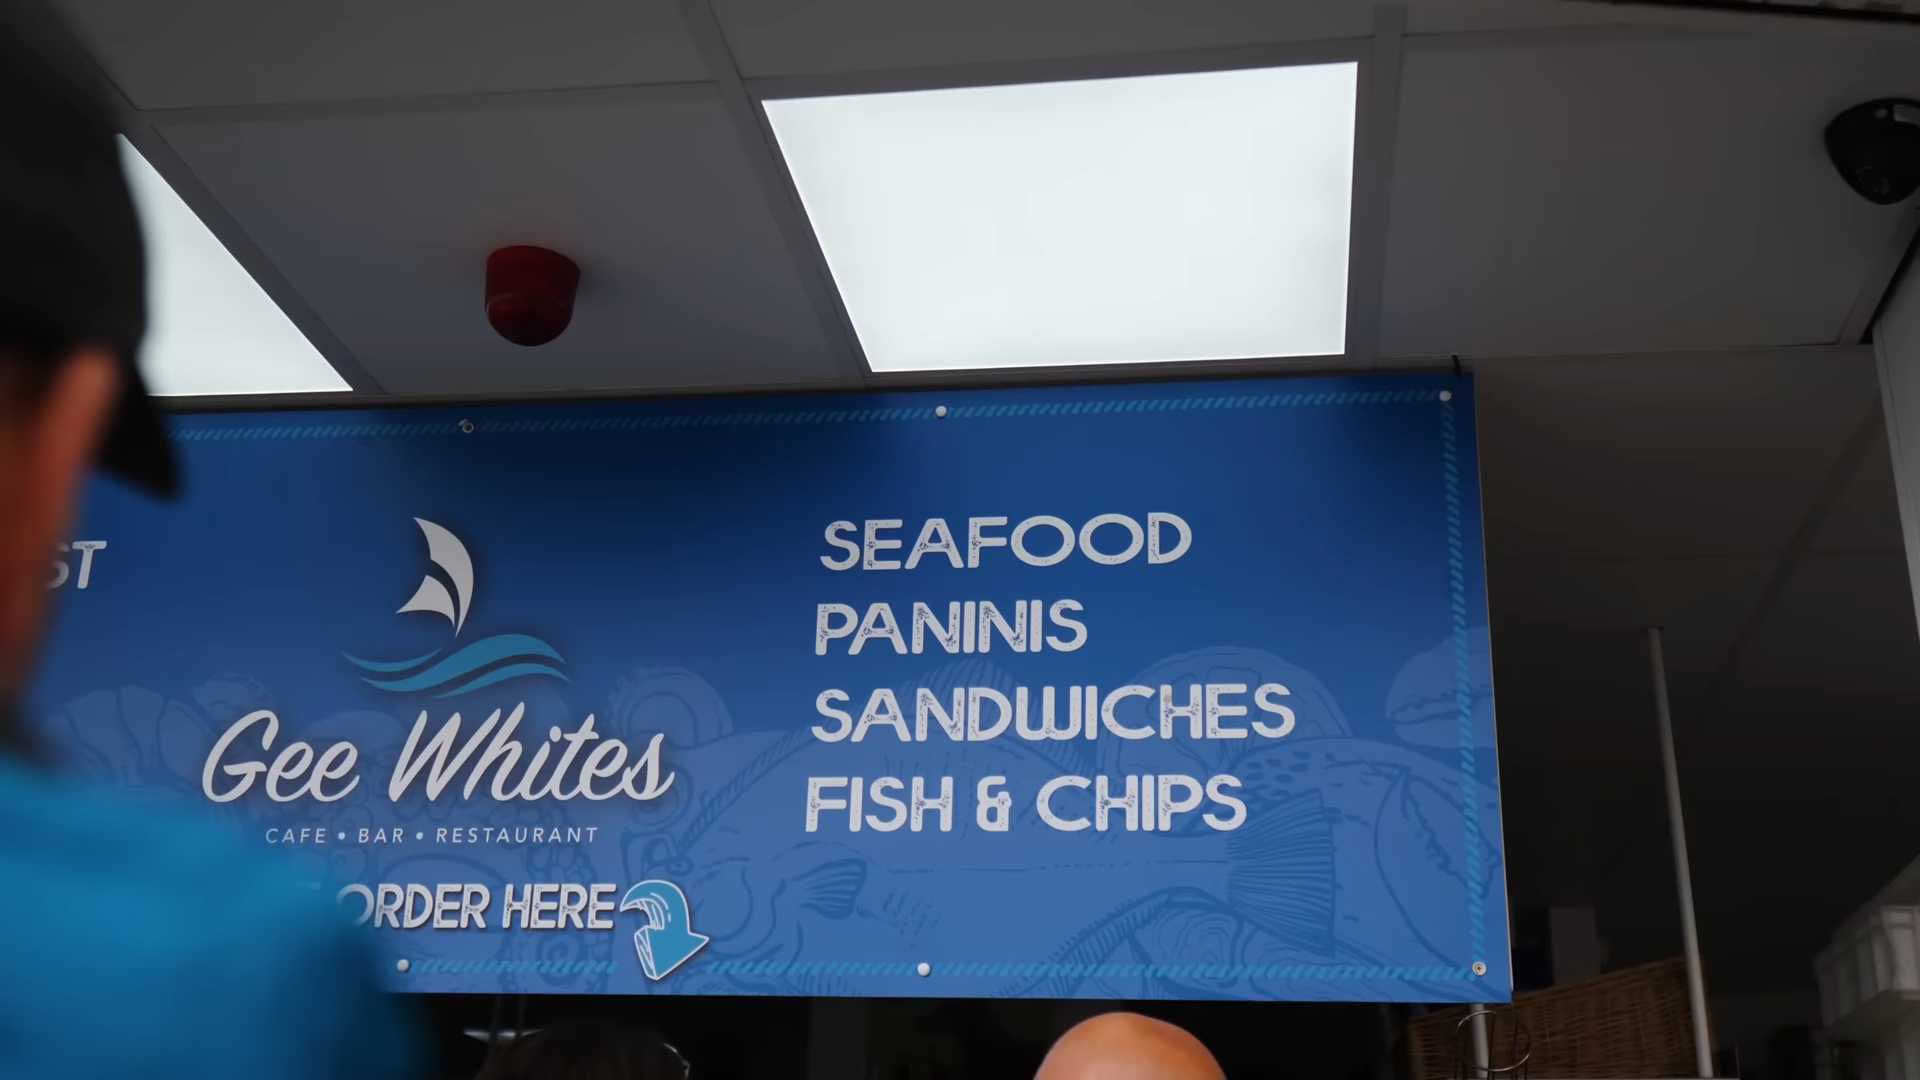 Gee Whites
CAFE • BAR • RESTAURANT
ORDER HERE
SEAFOOD
PANINIS
SANDWICHES
FISH & CHIPS